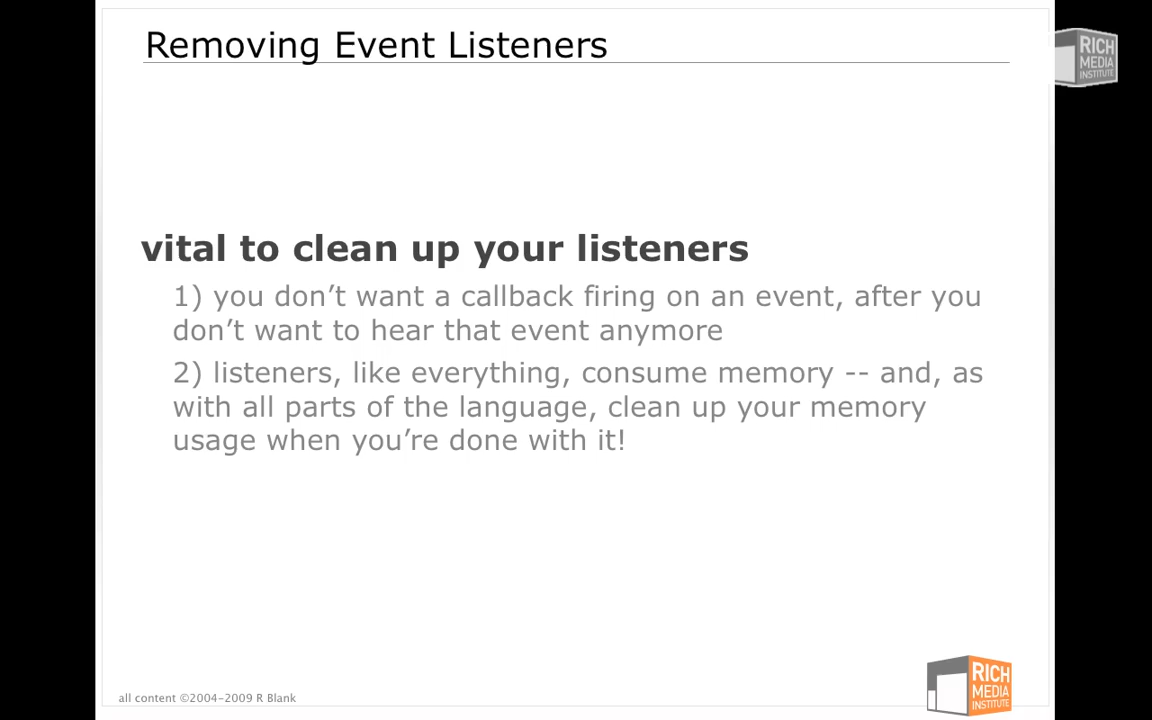 Removing Event Listeners
RICH
MEDIA
INSTITUTE
vital to clean up your listeners
1) you don’t want a callback firing on an event, after you
don’t want to hear that event anymore
2) listeners, like everything, consume memory -- and, as
with all parts of the language, clean up your memory
usage when you’re done with it!
RICH
MEDIA
INSTITUTE
all content ©2004-2009 R Blank